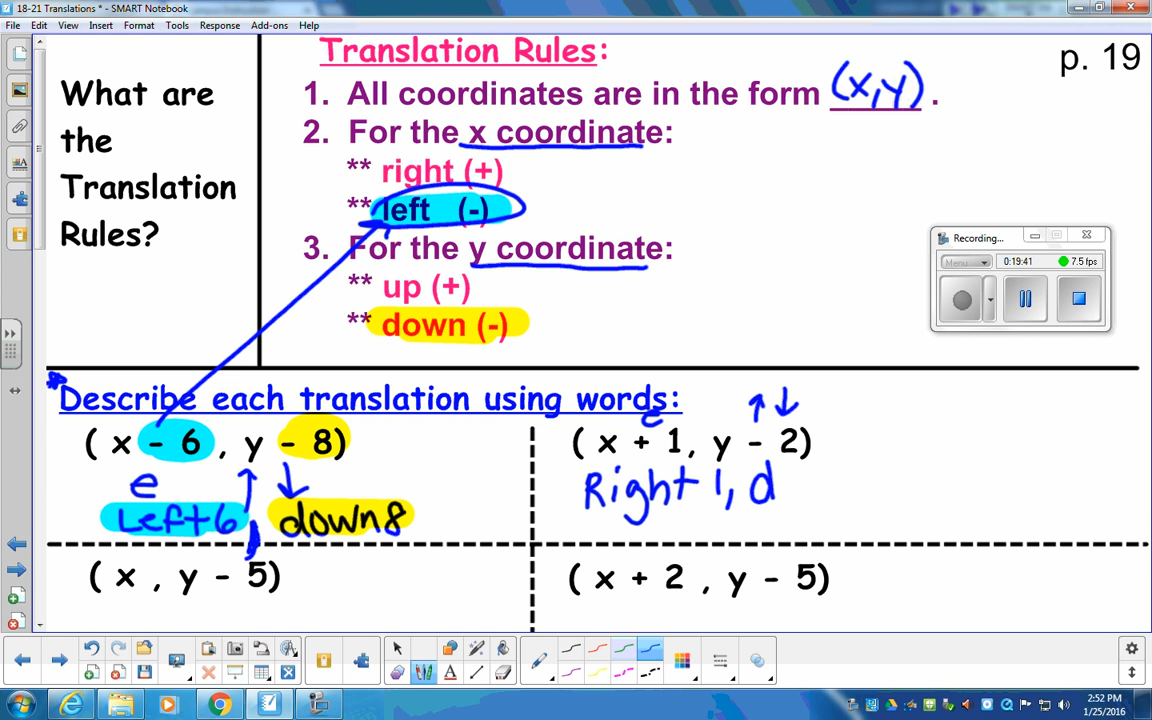 18-21 Translations * - SMART Notebook
File Edit View Insert Format Tools Response Add-ons Help
p. 19
What are
the
Translation
Rules?
Translation Rules:
1. All coordinates are in the form (x,y) .
2. For the x coordinate:
** right (+)
** left (-)
3. For the y coordinate:
** up (+)
** down (-)
Recording...
Menu
0:19:41
7.5 fps
*Describe each translation using words:
( x - 6 , y - 8)
Left 6 down 8
( x + 1, y - 2)
Right 1, d
( x , y - 5)
( x + 2 , y - 5)
2:52 PM
1/25/2016